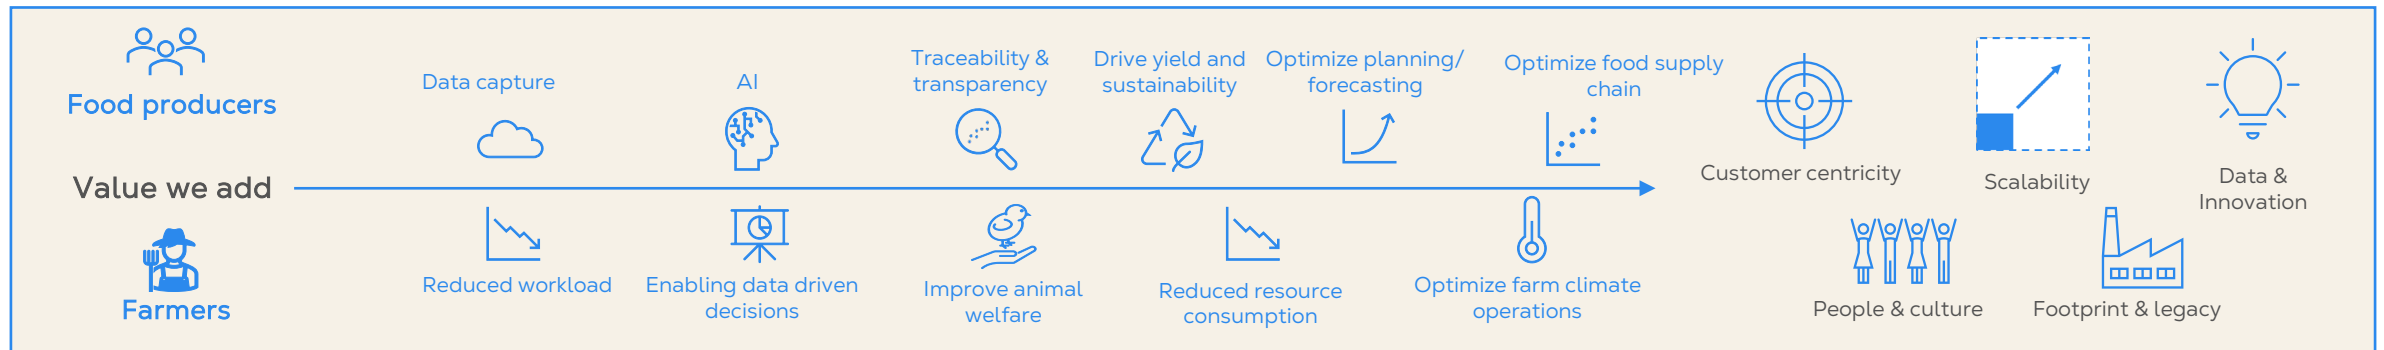 Food producers
Data capture
AI
Traceability &
transparency
Drive yield and
sustainability
Optimize planning/
forecasting
Optimize food supply
chain
Value we add
Farmers
Reduced workload
Enabling data driven
decisions
Improve animal
welfare
Reduced resource
consumption
Optimize farm climate
operations
Customer centricity
Scalability
Data &
Innovation
People & culture
Footprint & legacy